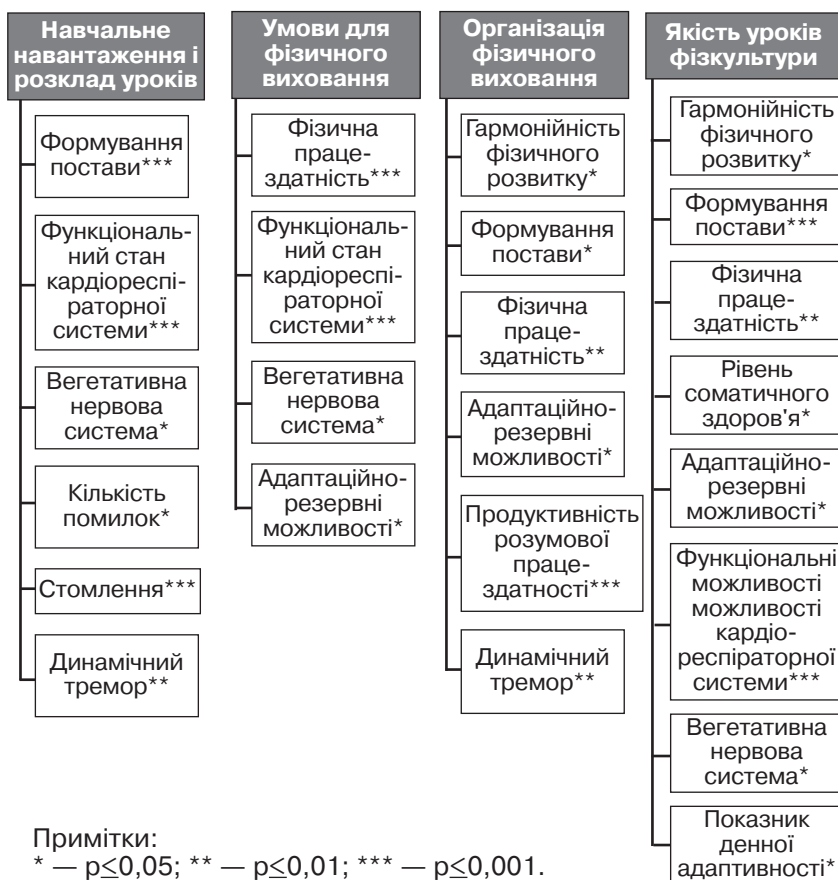 Навчальне
навантаження і
розклад уроків
Формування
постави***
Функціональ-
ний стан
кардіореспі-
раторної
системи***
Вегетативна
нервова
система*
Кількість
помилок*
Стомлення***
Динамічний
тремор**
Умови для
фізичного
виховання
Фізична
праце-
здатність***
Функціональ-
ний стан
кардіореспі-
раторної
системи***
Вегетативна
нервова
система*
Адаптаційно-
резервні
можливості*
Організація
фізичного
виховання
Гармонійність
фізичного
розвитку*
Формування
постави*
Фізична
праце-
здатність**
Адаптаційно-
резервні
можливості*
Продуктивність
розумової
праце-
здатності***
Динамічний
тремор**
Якість уроків
фізкультури
Гармонійність
фізичного
розвитку*
Формування
постави***
Фізична
праце-
здатність**
Рівень
соматичного
здоров'я*
Адаптаційно-
резервні
можливості*
Функціональні
можливості
можливості
кардіо-
респіраторної
системи***
Вегетативна
нервова
система*
Показник
денної
адаптивності*
Примітки:
* — p≤0,05; ** — p≤0,01; *** — p≤0,001.